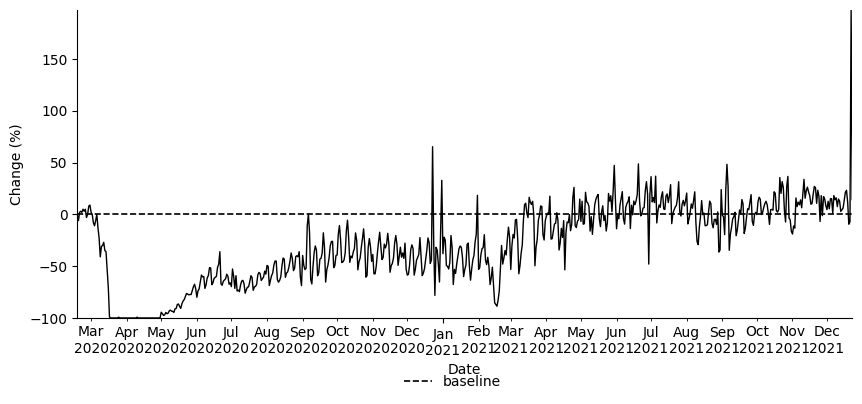 150
100
50
0
−50
−100
Change (%)
Mar Apr May Jun Jul Aug Sep Oct Nov Dec Jan Feb Mar Apr May Jun Jul Aug Sep Oct Nov Dec
2020 2020 2020 2020 2020 2020 2020 2020 2020 2020 2021 2021 2021 2021 2021 2021 2021 2021 2021 2021 2021 2021
Date
baseline